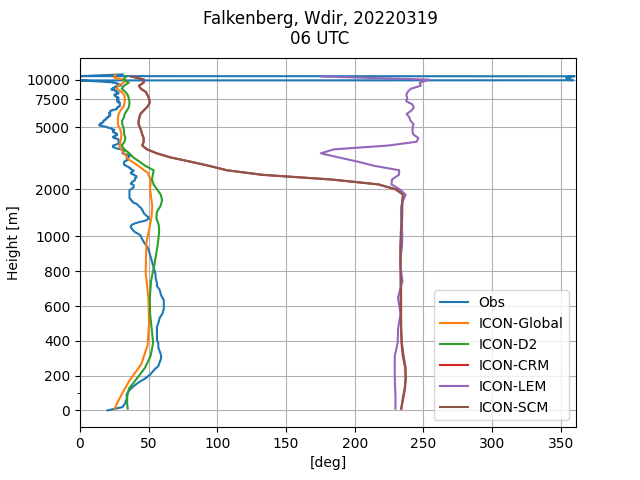 Falkenberg, Wdir, 20220319
06 UTC
10000
7500
5000
2000
1000
800
600
400
200
0
Height [m]
0 50 100 150 200 250 300 350
[deg]
Obs
ICON-Global
ICON-D2
ICON-CRM
ICON-LEM
ICON-SCM